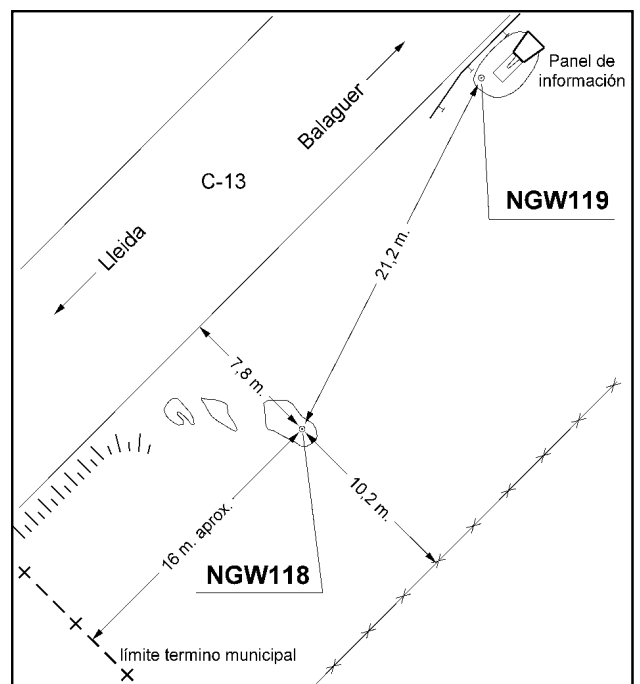 Panel de
información
Balaguer
C-13
NGW119
Lleida
21,2 m.
7,8 m.
10,2 m.
16 m. aprox.
NGW118
límite termino municipal